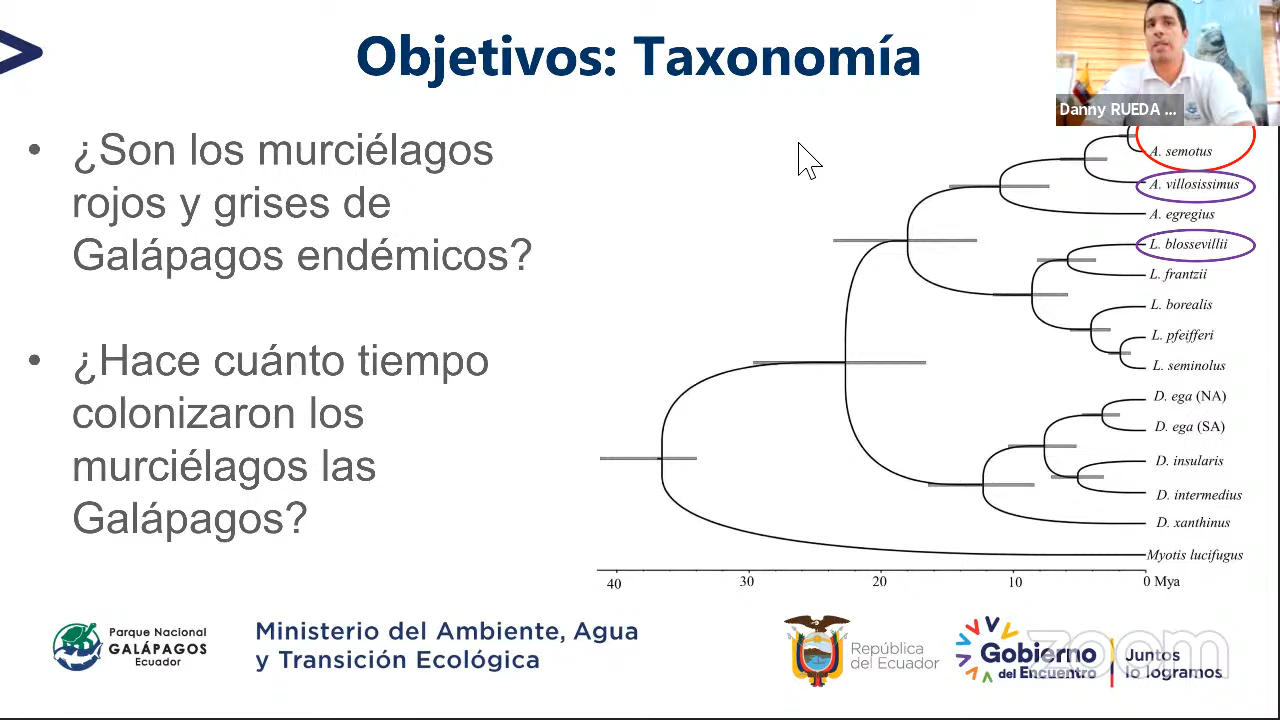 Objetivos: Taxonomía
Danny RUEDA ...
• ¿Son los murciélagos
rojos y grises de
Galápagos endémicos?
• ¿Hace cuánto tiempo
colonizaron los
murciélagos las
Galápagos?
A. semotus
A. villosissimus
A. egregius
L. blossevillii
L. frantzii
L. borealis
L. pfeifferi
L. seminolus
D. ega (NA)
D. ega (SA)
D. insularis
D. intermedius
D. xanthinus
Myotis lucifugus
40 30 20 10 0 Mya
Parque Nacional
GALÁPAGOS
Ecuador
Ministerio del Ambiente, Agua
y Transición Ecológica
República
del Ecuador
Gobierno
del Encuentro
Juntos
lo logramos
zoom